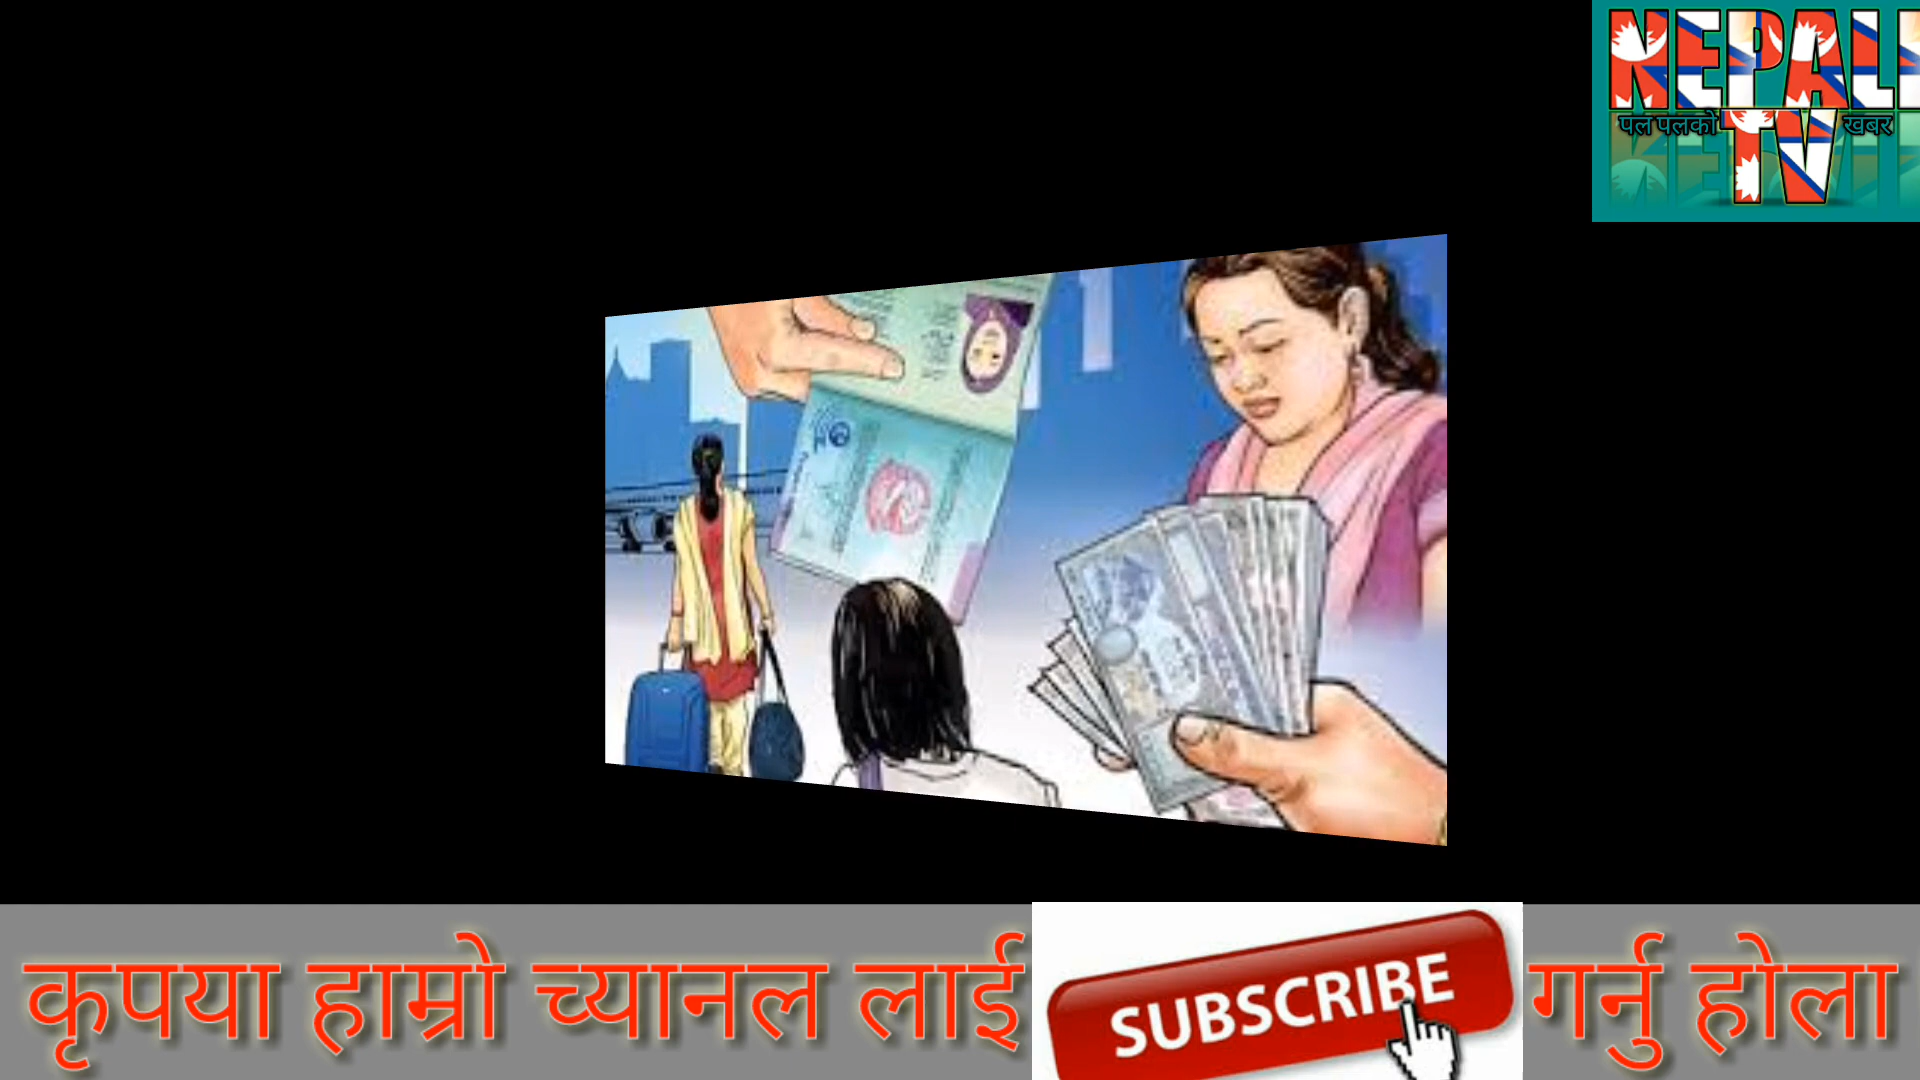 NEPALI
पल पलको TV खबर
कृपया हाम्रो च्यानल लाई SUBSCRIBE गर्नु होला